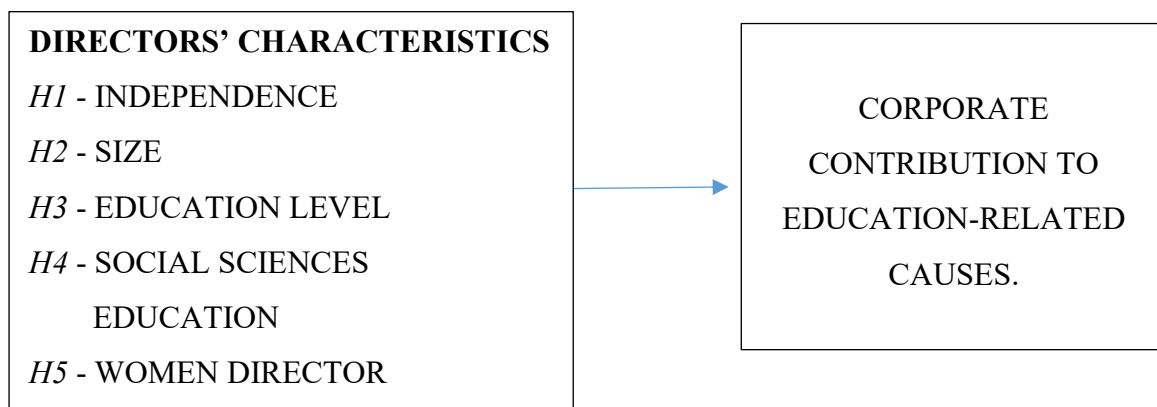 DIRECTORS’ CHARACTERISTICS
H1 - INDEPENDENCE
H2 - SIZE
H3 - EDUCATION LEVEL
H4 - SOCIAL SCIENCES
EDUCATION
H5 - WOMEN DIRECTOR
CORPORATE
CONTRIBUTION TO
EDUCATION-RELATED
CAUSES.